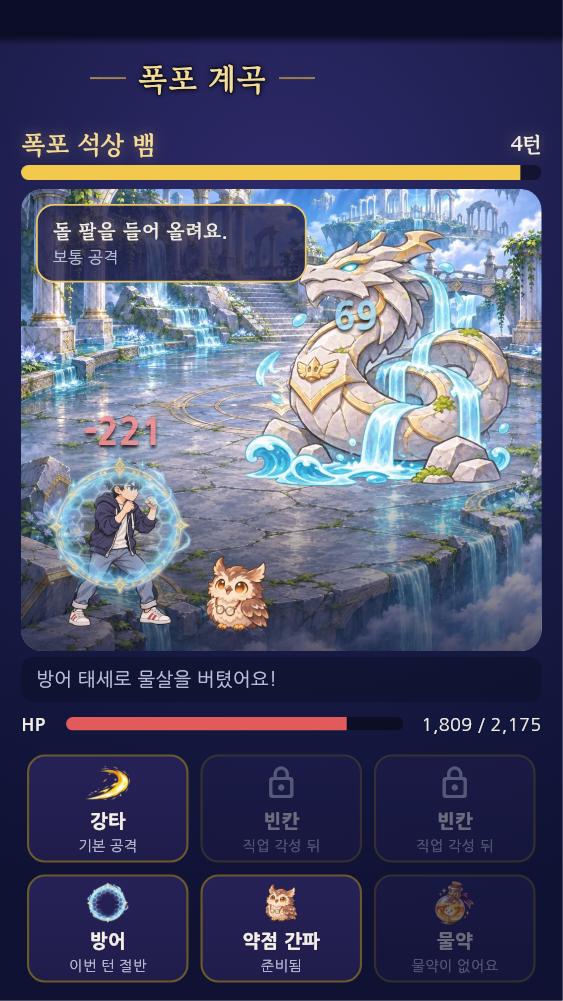 폭포 계곡
폭포 석상 뱀
4턴
돌 팔을 들어 올려요.
보통 공격
69
-221
방어 태세로 물살을 버텼어요!
HP
1,809 / 2,175
강타
기본 공격
빈칸
직업 각성 뒤
빈칸
직업 각성 뒤
방어
이번 턴 절반
약점 간파
준비됨
물약
물약이 없어요